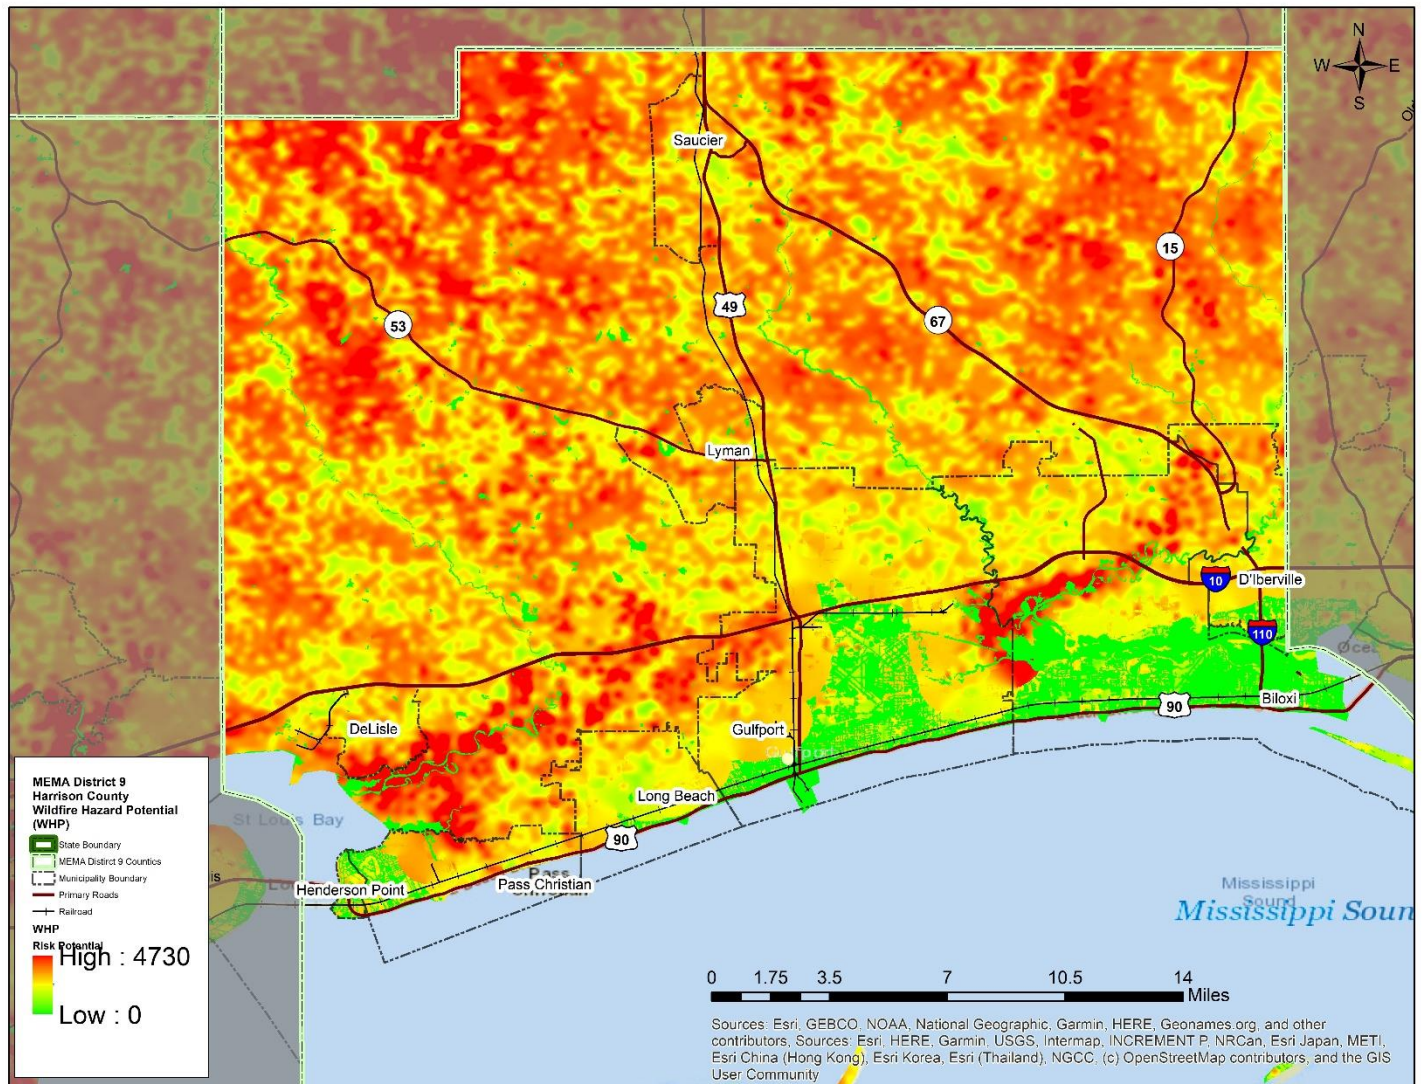 N
W E
S
Saucier
15
49
67
53
Lyman
10
D'Iberville
110
Biloxi
90
DeLisle
Gulfport
Long Beach
90
Henderson Point
Pass Christian
St Louis Bay
MEMA District 9
Harrison County
Wildfire Hazard Potential
(WHP)
State Boundary
MEMA District 9 Counties
Municipality Boundary
Primary Roads
Railroad
WHP
Risk Potential
High : 4730
Low : 0
Mississippi
Sound
Mississippi Soun
0 1.75 3.5 7 10.5 14
Miles
Sources: Esri, GEBCO, NOAA, National Geographic, Garmin, HERE, Geonames.org, and other
contributors, Sources: Esri, HERE, Garmin, USGS, Intermap, INCREMENT P, NRCan, Esri Japan, METI,
Esri China (Hong Kong), Esri Korea, Esri (Thailand), NGCC, (c) OpenStreetMap contributors, and the GIS
User Community